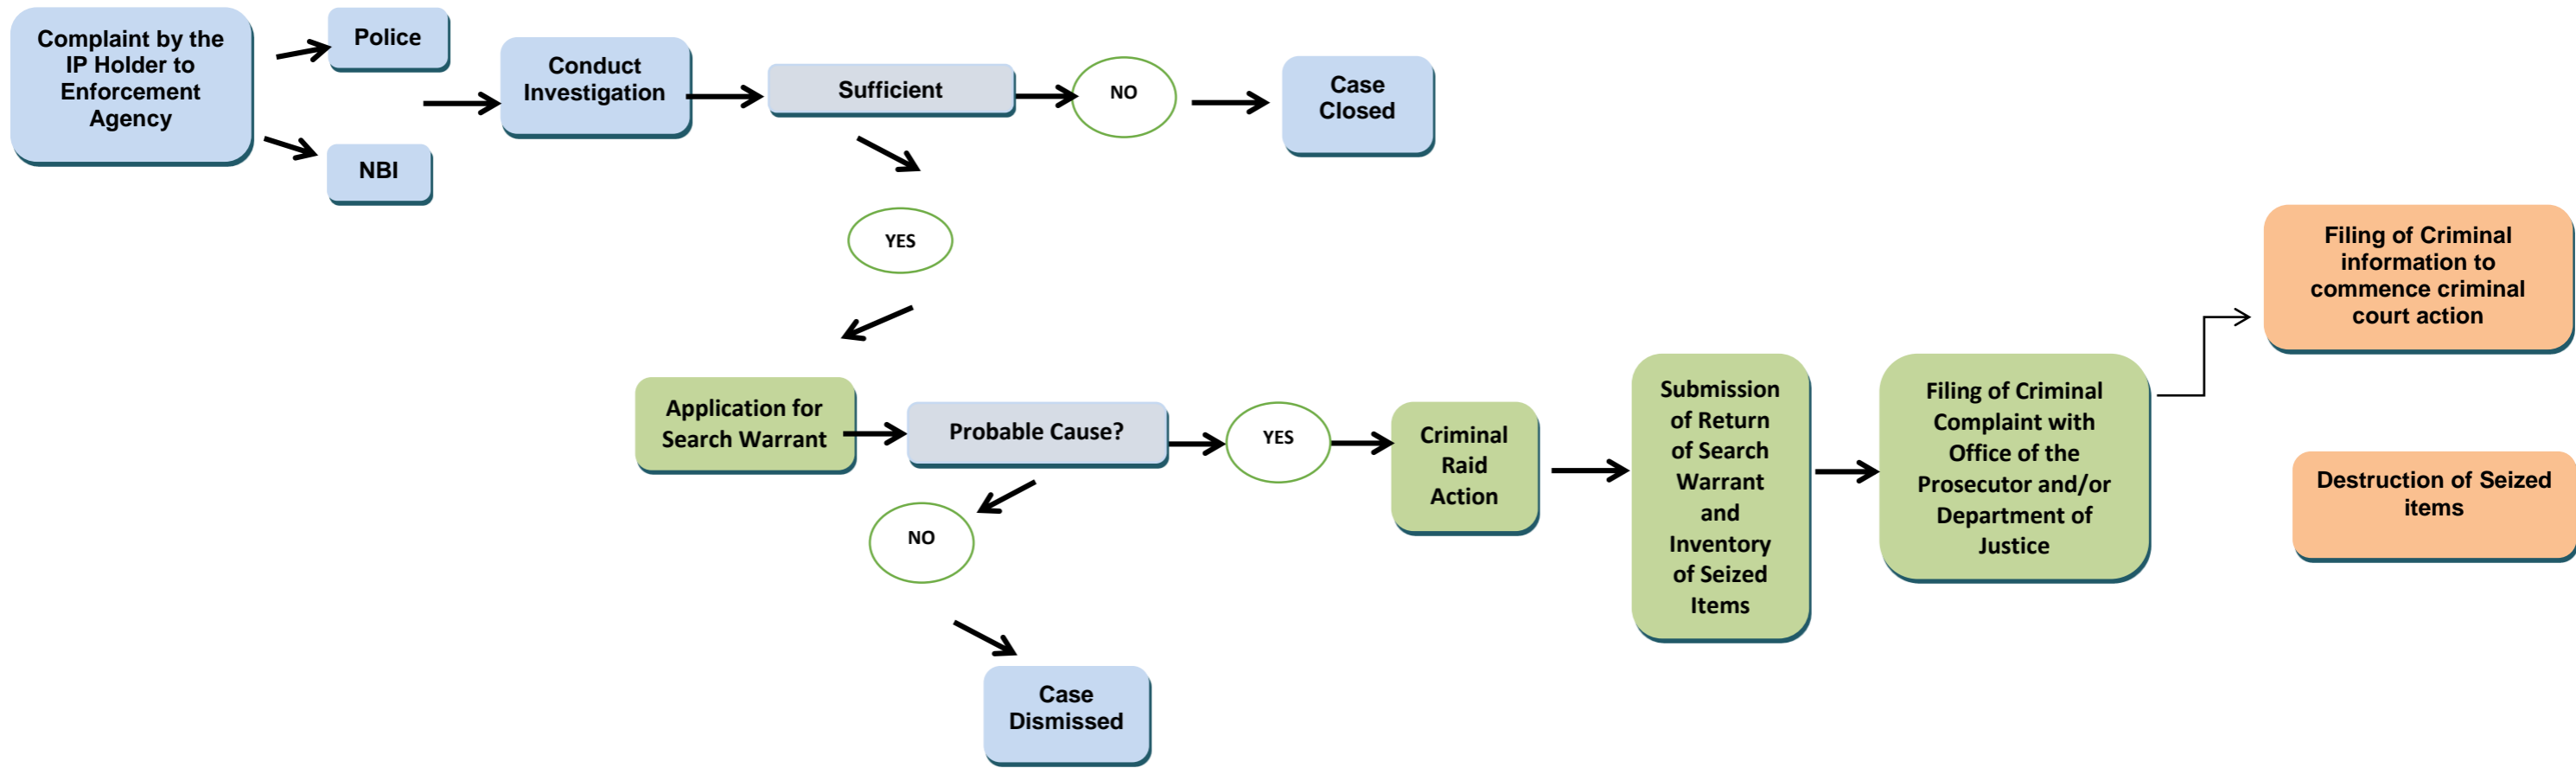 Complaint by the
IP Holder to
Enforcement
Agency
Police
NBI
Conduct
Investigation
Sufficient
NO
Case
Closed
YES
Application for
Search Warrant
Probable Cause?
YES
NO
Case
Dismissed
Criminal
Raid
Action
Submission
of Return
of Search
Warrant
and
Inventory
of Seized
Items
Filing of Criminal
Complaint with
Office of the
Prosecutor and/or
Department of
Justice
Filing of Criminal
information to
commence criminal
court action
Destruction of Seized
items